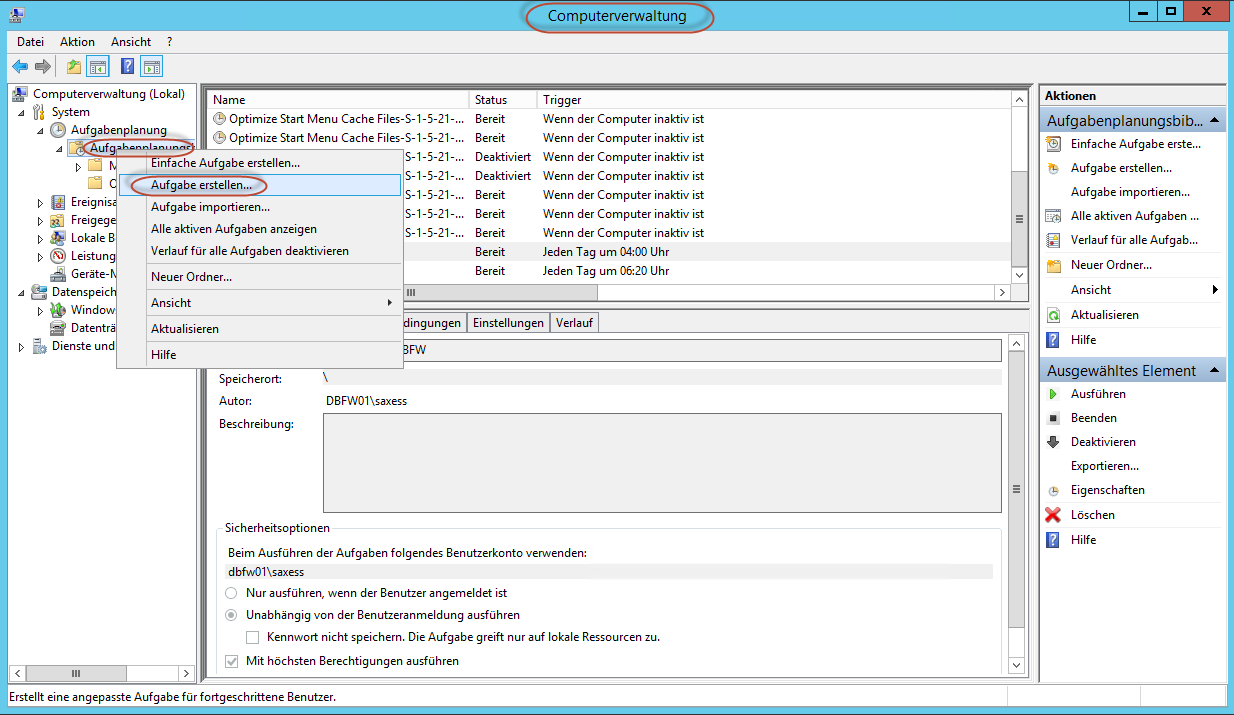 Computerverwaltung
Datei Aktion Ansicht ?
Computerverwaltung (Lokal)
System
Aufgabenplanung
Aufgabenplanungs
M
Ereignisa
Freigege
Lokale B
Leistung
Geräte-M
Datenspeich
Window
Datenträ
Dienste und
Einfache Aufgabe erstellen...
Aufgabe erstellen...
Aufgabe importieren...
Alle aktiven Aufgaben anzeigen
Verlauf für alle Aufgaben deaktivieren
Neuer Ordner...
Ansicht
Aktualisieren
Hilfe
Name Status Trigger
Optimize Start Menu Cache Files-S-1-5-21-... Bereit Wenn der Computer inaktiv ist
Optimize Start Menu Cache Files-S-1-5-21-... Bereit Wenn der Computer inaktiv ist
S-1-5-21-... Deaktiviert Wenn der Computer inaktiv ist
S-1-5-21-... Deaktiviert Wenn der Computer inaktiv ist
S-1-5-21-... Bereit Wenn der Computer inaktiv ist
S-1-5-21-... Bereit Wenn der Computer inaktiv ist
S-1-5-21-... Bereit Wenn der Computer inaktiv ist
Bereit Jeden Tag um 04:00 Uhr
Bereit Jeden Tag um 06:20 Uhr
dingungen Einstellungen Verlauf
BFW
Speicherort: \
Autor: DBFW01\saxess
Beschreibung:
Sicherheitsoptionen
Beim Ausführen der Aufgaben folgendes Benutzerkonto verwenden:
dbfw01\saxess
Nur ausführen, wenn der Benutzer angemeldet ist
Unabhängig von der Benutzeranmeldung ausführen
Kennwort nicht speichern. Die Aufgabe greift nur auf lokale Ressourcen zu.
Mit höchsten Berechtigungen ausführen
Aktionen
Aufgabenplanungsbib...
Einfache Aufgabe erste...
Aufgabe erstellen...
Aufgabe importieren...
Alle aktiven Aufgaben ...
Verlauf für alle Aufgab...
Neuer Ordner...
Ansicht
Aktualisieren
Hilfe
Ausgewähltes Element
Ausführen
Beenden
Deaktivieren
Exportieren...
Eigenschaften
Löschen
Hilfe
Erstellt eine angepasste Aufgabe für fortgeschrittene Benutzer.